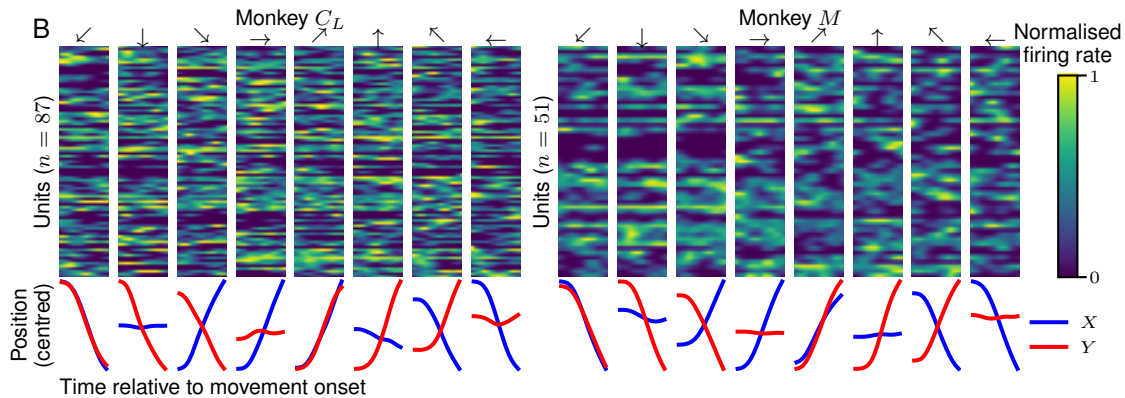 B
Monkey C_L
Monkey M
↙ ↓ ↘ → ↗ ↑ ↖ ←
↙ ↓ ↘ → ↗ ↑ ↖ ←
Normalised
firing rate
1
0
Units (n = 87)
Units (n = 51)
Position
(centred)
X
Y
Time relative to movement onset